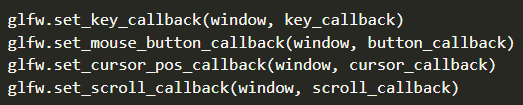 glfw.set_key_callback(window, key_callback)
glfw.set_mouse_button_callback(window, button_callback)
glfw.set_cursor_pos_callback(window, cursor_callback)
glfw.set_scroll_callback(window, scroll_callback)